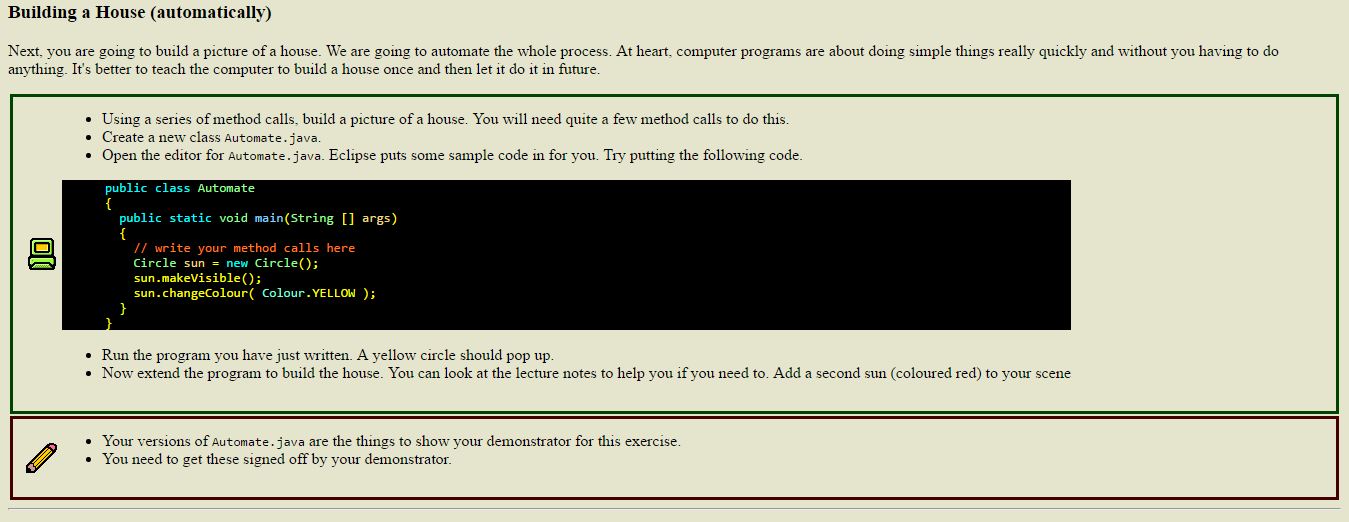 Building a House (automatically)
Next, you are going to build a picture of a house. We are going to automate the whole process. At heart, computer programs are about doing simple things really quickly and without you having to do
anything. It's better to teach the computer to build a house once and then let it do it in future.
Using a series of method calls, build a picture of a house. You will need quite a few method calls to do this.
Create a new class Automate.java.
Open the editor for Automate.java. Eclipse puts some sample code in for you. Try putting the following code.
public class Automate
{
public static void main(String [] args)
{
// write your method calls here
Circle sun = new Circle();
sun.makeVisible();
sun.changeColour( Colour.YELLOW );
}
}
Run the program you have just written. A yellow circle should pop up.
Now extend the program to build the house. You can look at the lecture notes to help you if you need to. Add a second sun (coloured red) to your scene
Your versions of Automate.java are the things to show your demonstrator for this exercise.
You need to get these signed off by your demonstrator.